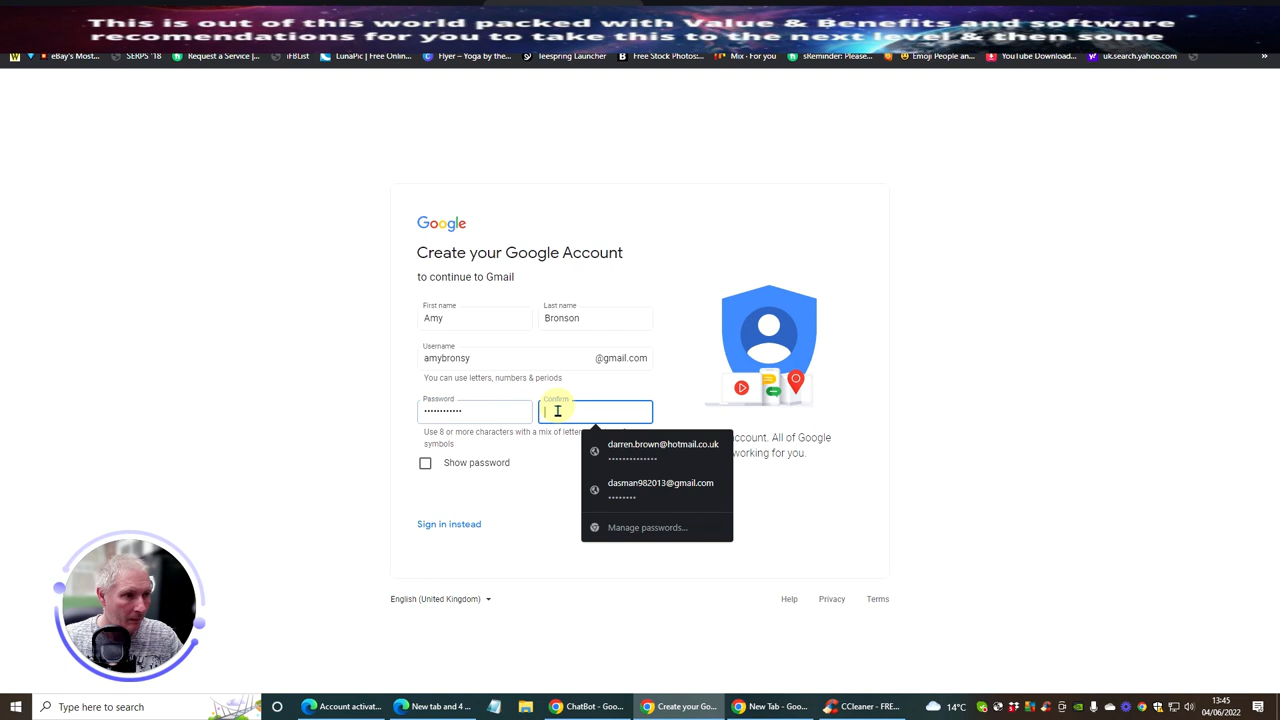 This is out of this world packed with Value & Benefits and software
recomendations for you to take this to the next level & then some
eBay's Most...
SERPS '16
Request a Service |...
iFBList
LunaPic | Free Onlin...
Flyer – Yoga by the...
Teespring Launcher
Free Stock Photos:...
Mix - For you
sReminder: Please...
Emoji People an...
YouTube Download...
uk.search.yahoo.com
»
Google
Create your Google Account
to continue to Gmail
First name
Amy
Last name
Bronson
Username
amybronsy
@gmail.com
You can use letters, numbers & periods
Password
••••••••••••
Confirm
Use 8 or more characters with a mix of letter
symbols
Show password
darren.brown@hotmail.co.uk
••••••••••••••
dasman982013@gmail.com
••••••••
Manage passwords...
ccount. All of Google
working for you.
Sign in instead
English (United Kingdom)
Help
Privacy
Terms
Type here to search
Account activat...
New tab and 4 ...
ChatBot - Goo...
Create your Go...
New Tab - Goo...
CCleaner - FRE...
14°C
13:45
04/06/2022